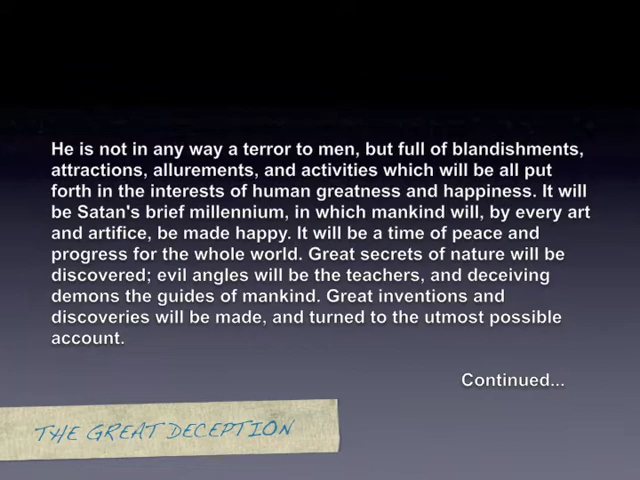 He is not in any way a terror to men, but full of blandishments,
attractions, allurements, and activities which will be all put
forth in the interests of human greatness and happiness. It will
be Satan's brief millennium, in which mankind will, by every art
and artifice, be made happy. It will be a time of peace and
progress for the whole world. Great secrets of nature will be
discovered; evil angles will be the teachers, and deceiving
demons the guides of mankind. Great inventions and
discoveries will be made, and turned to the utmost possible
account.
Continued...
THE GREAT DECEPTION